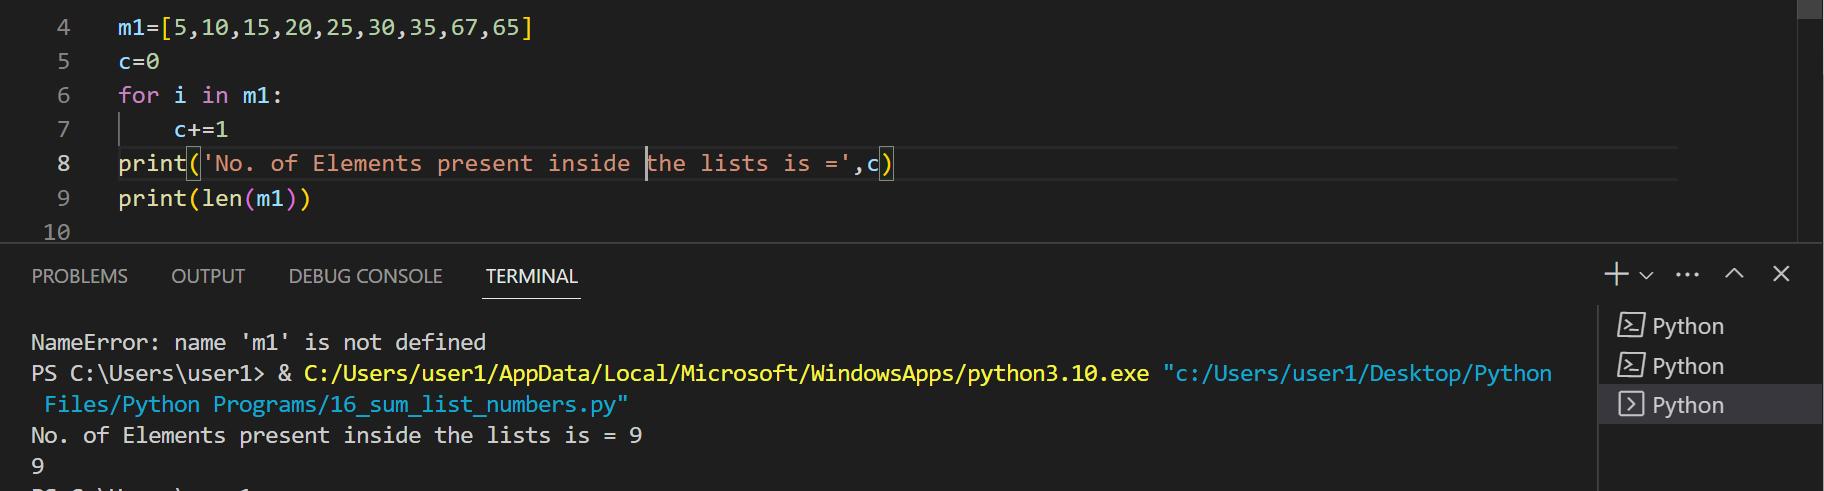 4 m1=[5,10,15,20,25,30,35,67,65]
5 c=0
6 for i in m1:
7 c+=1
8 print('No. of Elements present inside the lists is =',c)
9 print(len(m1))
10
PROBLEMS OUTPUT DEBUG CONSOLE TERMINAL
NameError: name 'm1' is not defined
PS C:\Users\user1> & C:/Users/user1/AppData/Local/Microsoft/WindowsApps/python3.10.exe "c:/Users/user1/Desktop/Python
Files/Python Programs/16_sum_list_numbers.py"
No. of Elements present inside the lists is = 9
9
Python
Python
Python